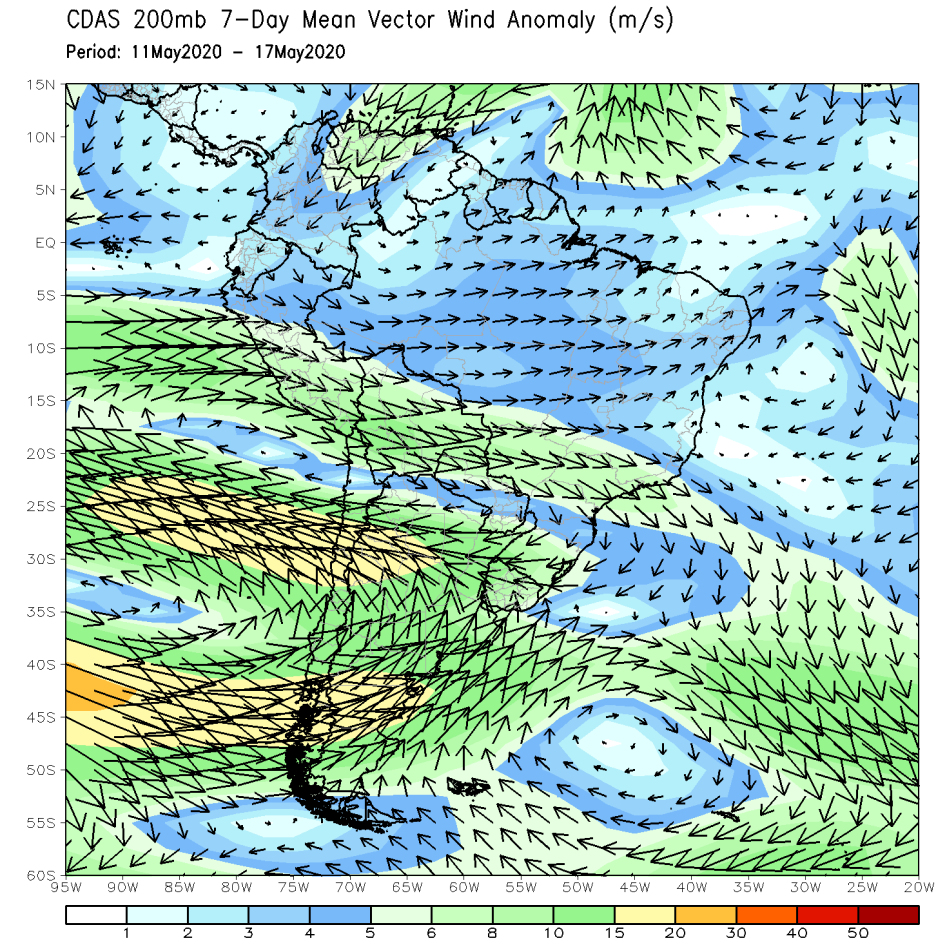 CDAS 200mb 7-Day Mean Vector Wind Anomaly (m/s)
Period: 11May2020 - 17May2020
15N
10N
5N
EQ
5S
10S
15S
20S
25S
30S
35S
40S
45S
50S
55S
60S
95W 90W 85W 80W 75W 70W 65W 60W 55W 50W 45W 40W 35W 30W 25W 20W
1 2 3 4 5 6 8 10 15 20 30 40 50